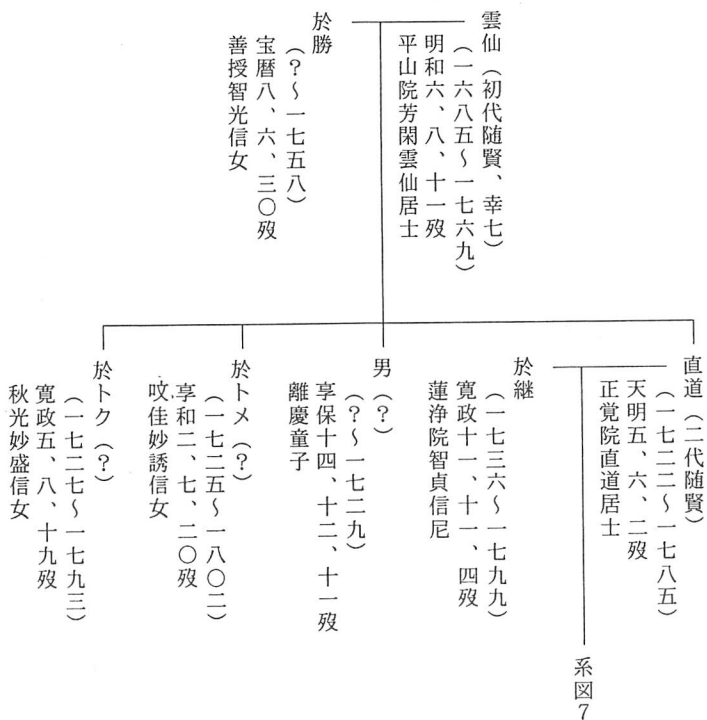 雲仙（初代随賢、幸七）
（一六八五～一七六九）
明和六、八、十一歿
平山院芳閑雲仙居士
於勝
（？～一七五八）
宝暦八、六、三〇歿
善授智光信女
直道（二代随賢）
（一七二二～一七八五）
天明五、六、二歿
正覚院直道居士
系図7
於継
（一七三六～一七九九）
寛政十一、十一、四歿
蓮浄院智貞信尼
男（？）
（？～一七二九）
享保十四、十二、十一歿
離慶童子
於トメ（？）
（一七二五～一八〇二）
享和二、七、二〇歿
佳妙誘信女
於トク（？）
（一七二七～一七九三）
寛政五、八、十九歿
秋光妙盛信女